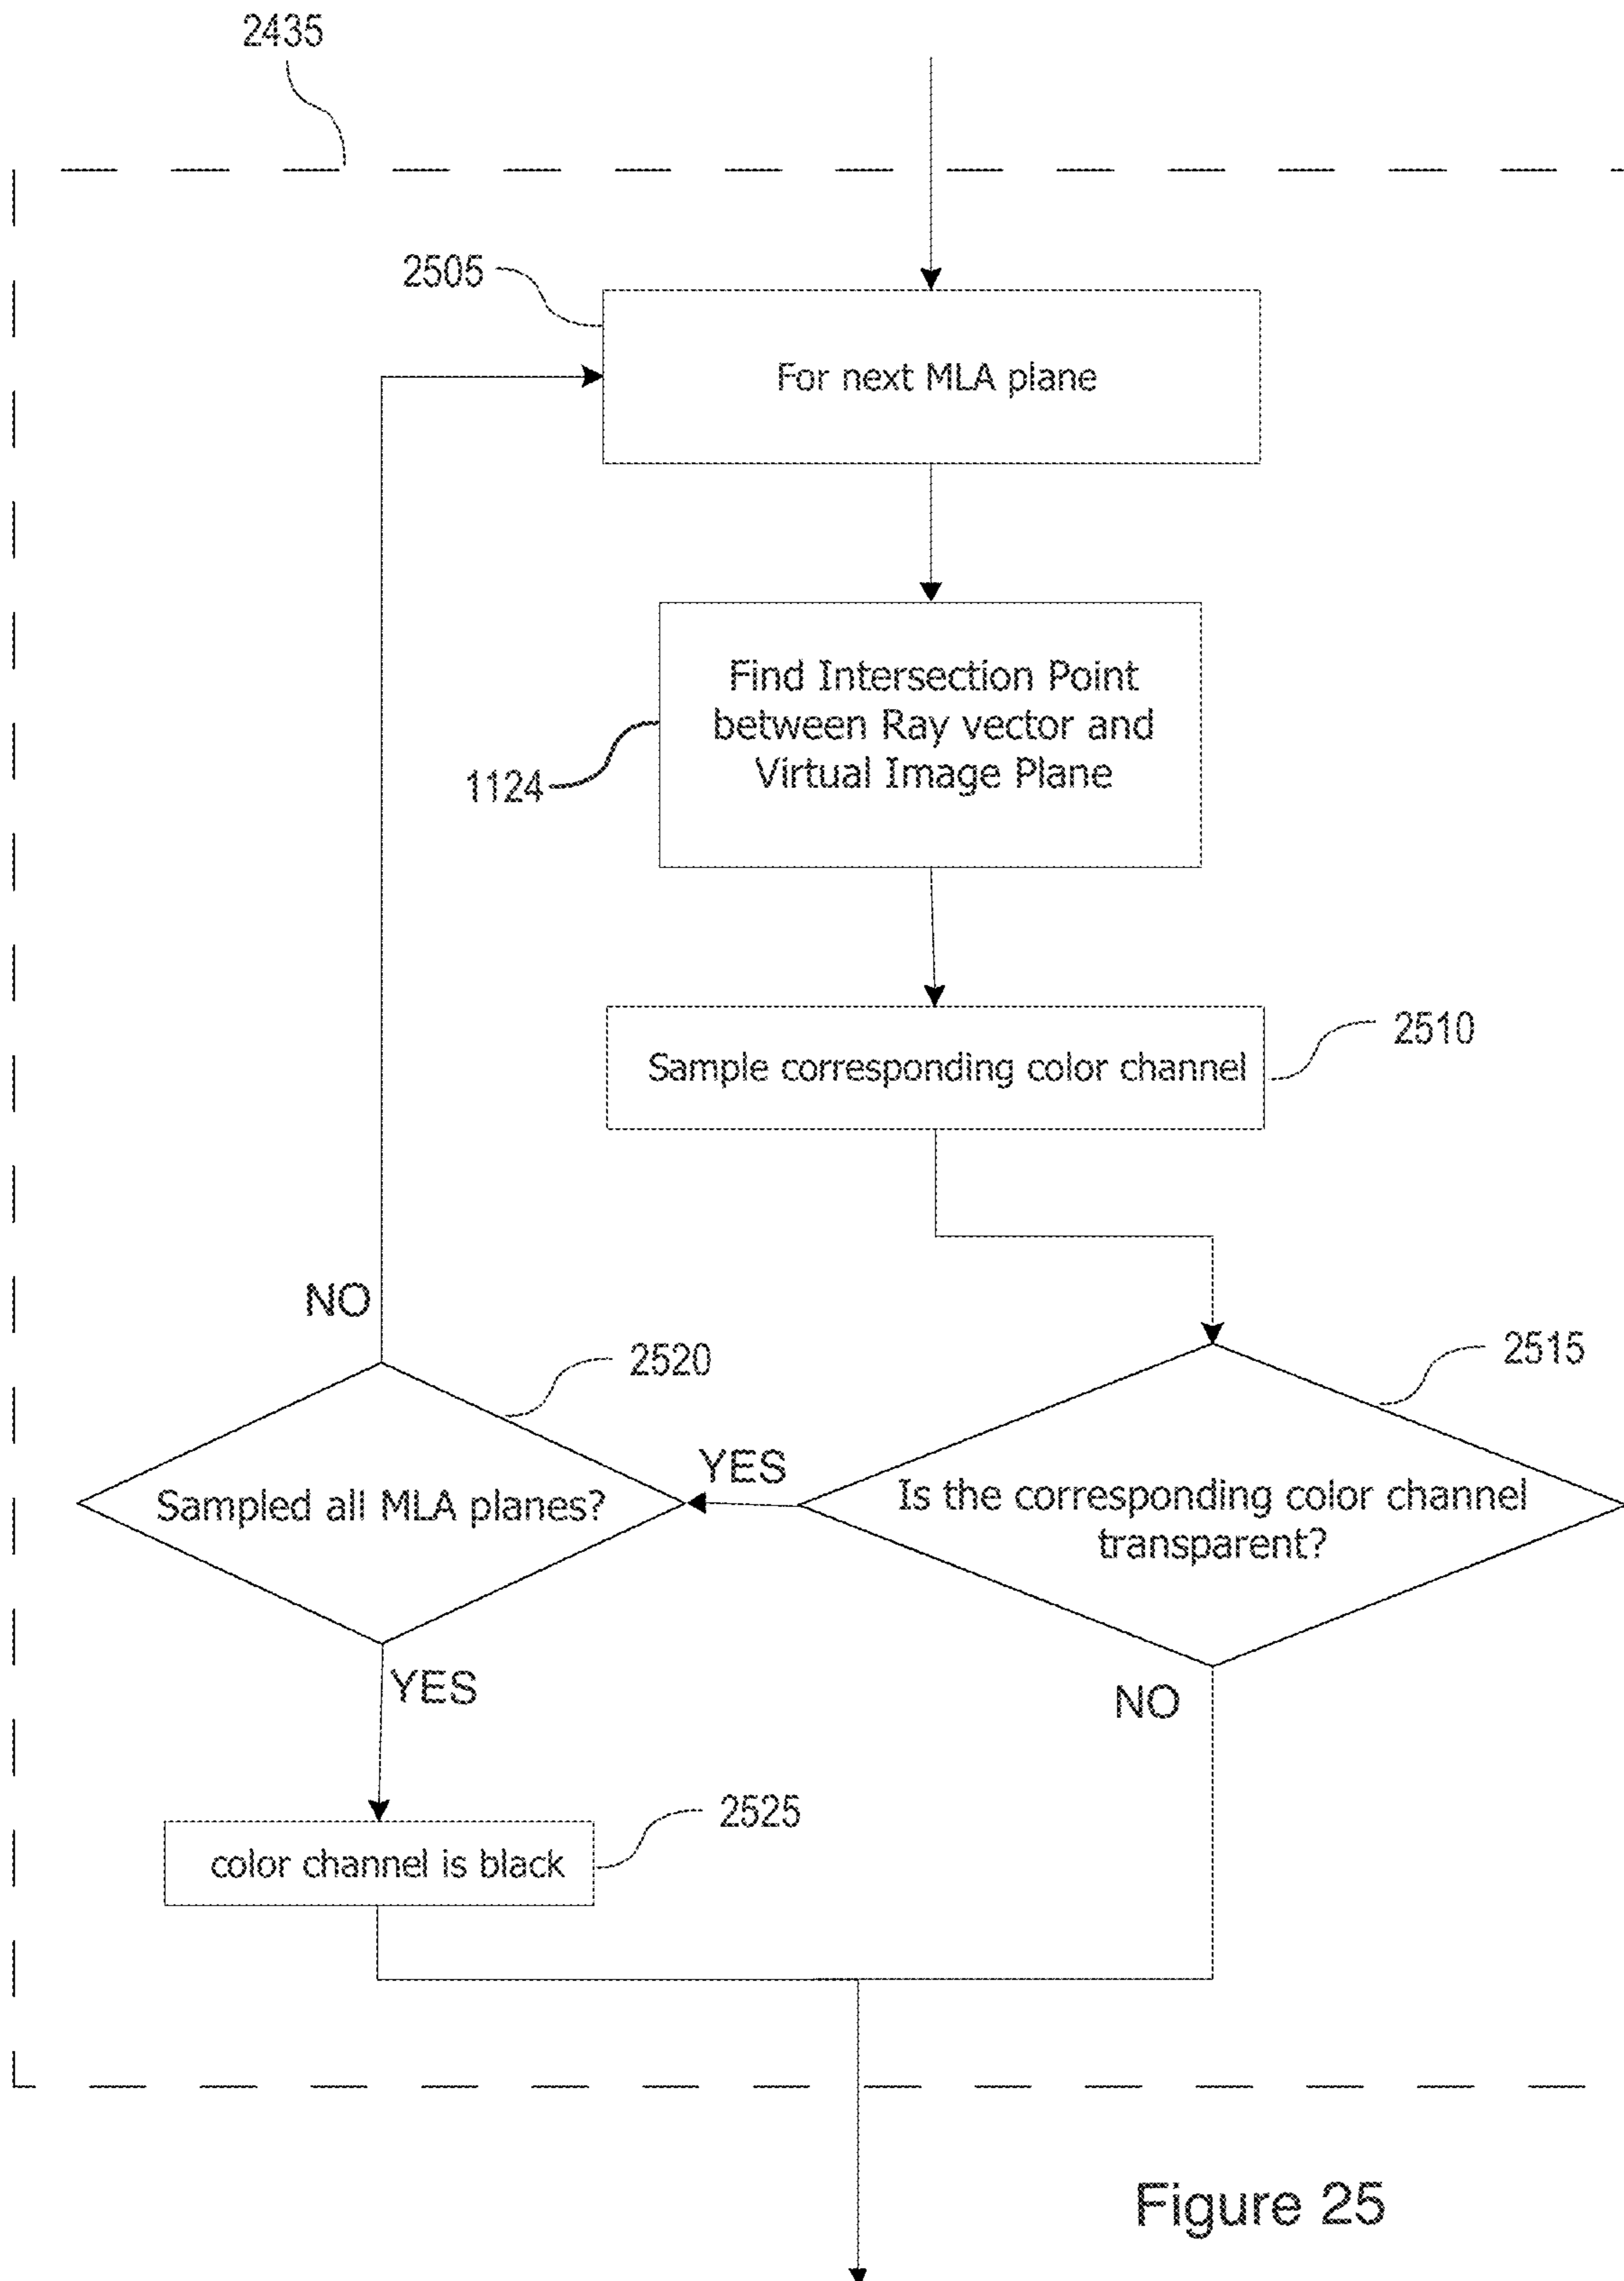 2435
2505
For next MLA plane
Find Intersection Point
between Ray vector and
Virtual Image Plane
1124
Sample corresponding color channel
2510
NO
2520
2515
Sampled all MLA planes?
YES
Is the corresponding color channel
transparent?
YES
NO
color channel is black
2525
Figure 25